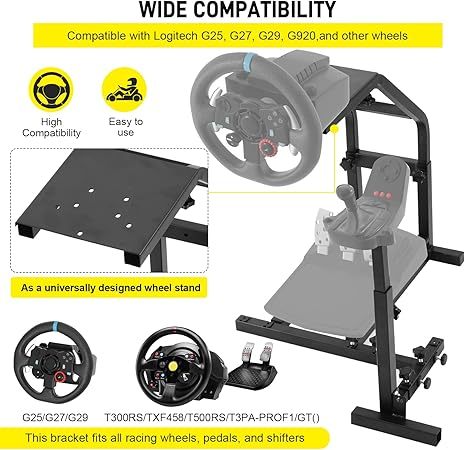 WIDE COMPATIBILITY
Compatible with Logitech G25, G27, G29, G920,and other wheels
High
Compatibility
Easy to
use
As a universally designed wheel stand
G25/G27/G29
T300RS/TXF458/T500RS/T3PA-PROF1/GT()
This bracket fits all racing wheels, pedals, and shifters